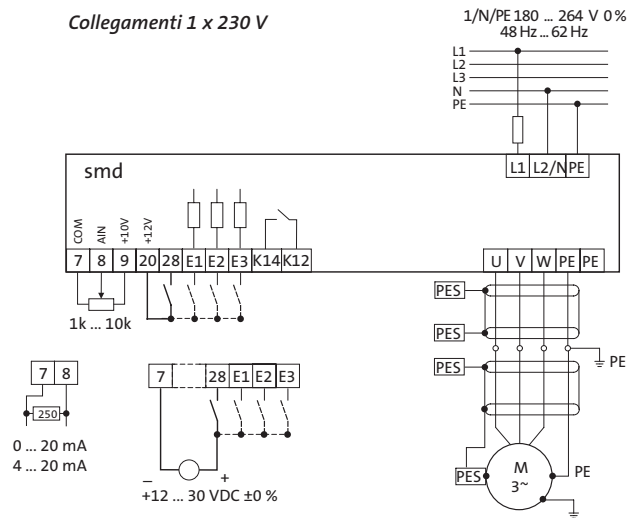 Collegamenti 1 x 230 V
1/N/PE 180 ... 264 V 0%
48 Hz ... 62 Hz
L1
L2
L3
N
PE
smd
L1 L2/N PE
COM AIN +10V +12V
7 8 9 20 28 E1 E2 E3 K14 K12
U V W PE PE
1k ... 10k
PES
PES
PES
PE
7 8
250
0 ... 20 mA
4 ... 20 mA
7 28 E1 E2 E3
– +
+12 ... 30 VDC ±0 %
PES
M
3~
PE